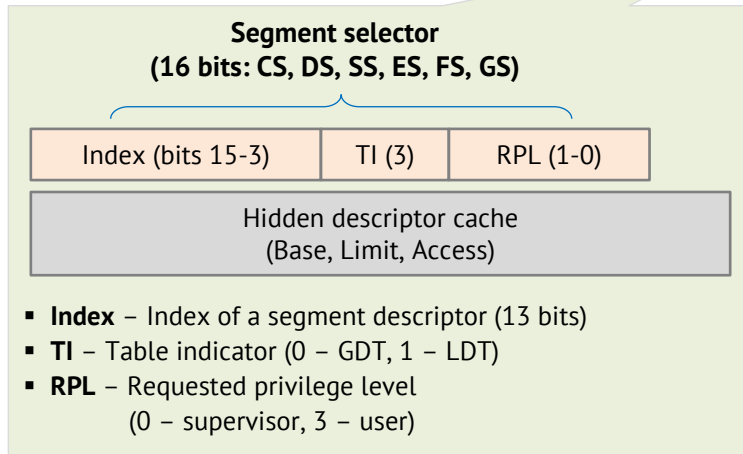 Segment selector
(16 bits: CS, DS, SS, ES, FS, GS)
Index (bits 15-3)
TI (3)
RPL (1-0)
Hidden descriptor cache
(Base, Limit, Access)
▪ Index – Index of a segment descriptor (13 bits)
▪ TI – Table indicator (0 – GDT, 1 – LDT)
▪ RPL – Requested privilege level
(0 – supervisor, 3 – user)